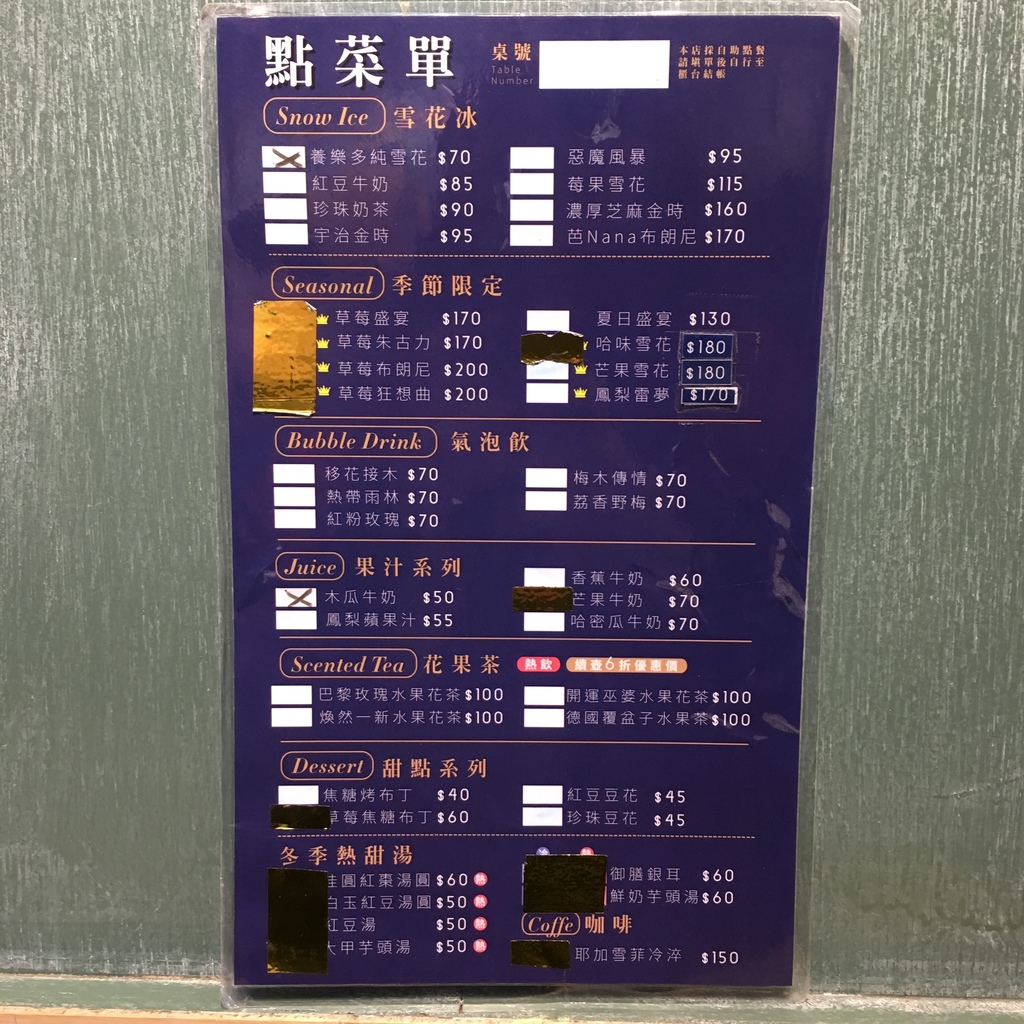 點菜單
桌號
Table
Number
本店採自助點餐
請填單後自行至
櫃台結帳
Snow Ice 雪花冰
養樂多純雪花 $70
紅豆牛奶 $85
珍珠奶茶 $90
宇治金時 $95
惡魔風暴 $95
莓果雪花 $115
濃厚芝麻金時 $160
芭Nana布朗尼 $170
Seasonal 季節限定
草莓盛宴 $170
草莓朱古力 $170
草莓布朗尼 $200
草莓狂想曲 $200
夏日盛宴 $130
哈味雪花 $180
芒果雪花 $180
鳳梨雷夢 $170
Bubble Drink 氣泡飲
移花接木 $70
熱帶雨林 $70
紅粉玫瑰 $70
梅木傳情 $70
荔香野梅 $70
Juice 果汁系列
木瓜牛奶 $50
鳳梨蘋果汁 $55
香蕉牛奶 $60
芒果牛奶 $70
哈密瓜牛奶 $70
Scented Tea 花果茶 熱飲 續壺6折優惠價
巴黎玫瑰水果花茶 $100
煥然一新水果花茶 $100
開運巫婆水果花茶 $100
德國覆盆子水果茶 $100
Dessert 甜點系列
焦糖烤布丁 $40
草莓焦糖布丁 $60
紅豆豆花 $45
珍珠豆花 $45
冬季熱甜湯
桂圓紅棗湯圓 $60 熱
白玉紅豆湯圓 $50 熱
紅豆湯 $50 熱
大甲芋頭湯 $50 熱
御膳銀耳 $60
鮮奶芋頭湯 $60
Coffe 咖啡
耶加雪菲冷淬 $150